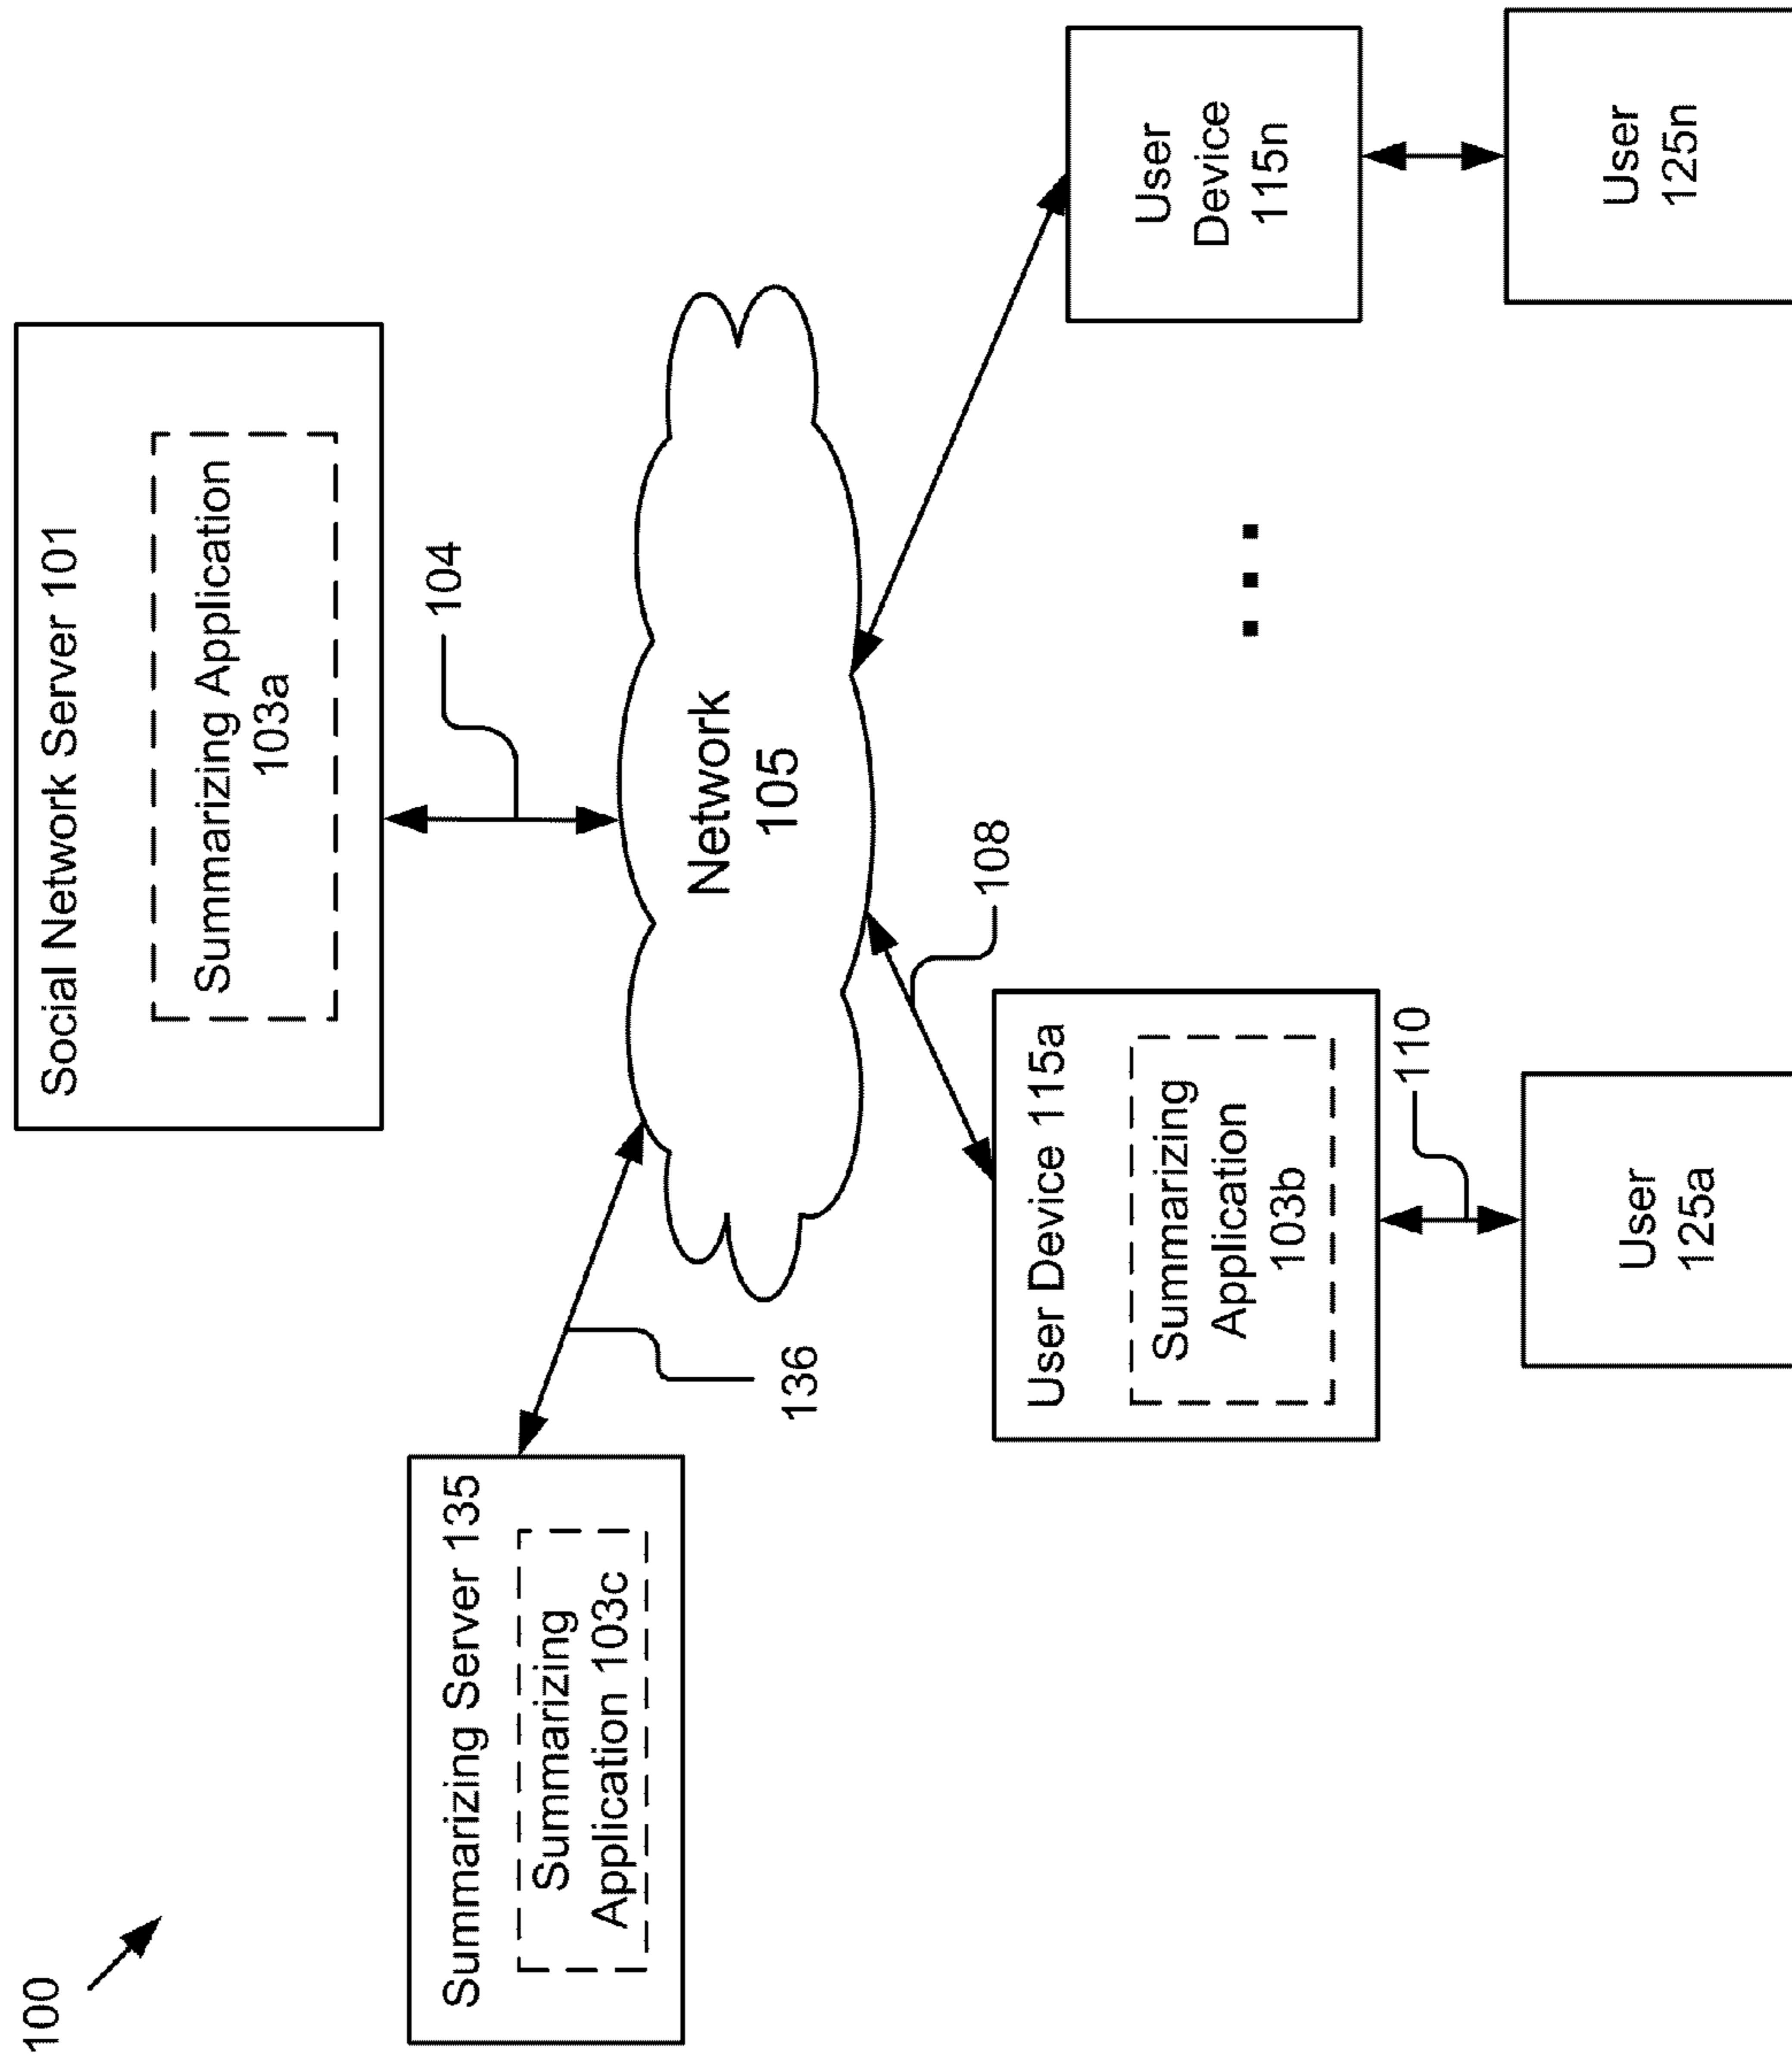 100
Social Network Server 101
Summarizing Application
103a
104
Summarizing Server 135
Summarizing
Application 103c
136
Network
105
108
User Device 115a
Summarizing
Application
103b
110
User
125a
User
Device
115n
User
125n